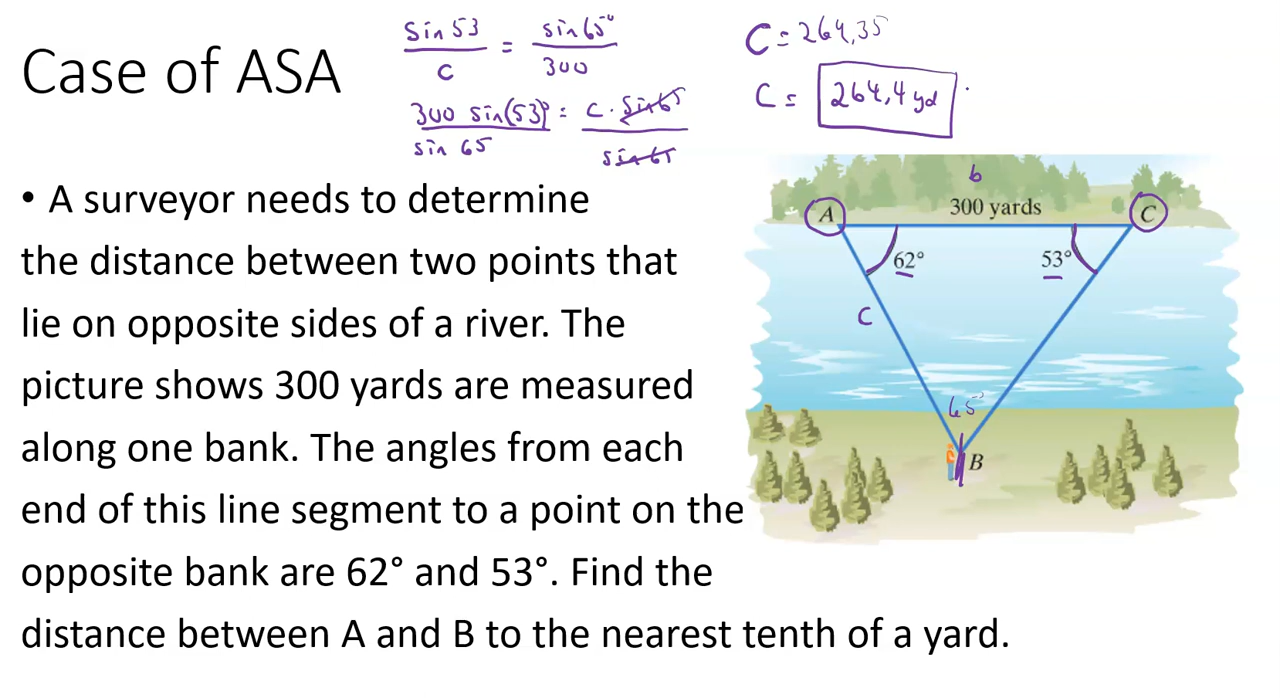 Case of ASA
Sin 53 / c = sin 65° / 300
300 sin(53)° / sin 65 = c · sin 65 / sin 65
C = 264,35
C = 264,4 yd
• A surveyor needs to determine
the distance between two points that
lie on opposite sides of a river. The
picture shows 300 yards are measured
along one bank. The angles from each
end of this line segment to a point on the
opposite bank are 62° and 53°. Find the
distance between A and B to the nearest tenth of a yard.
b
A 300 yards C
62° 53°
C
65°
B